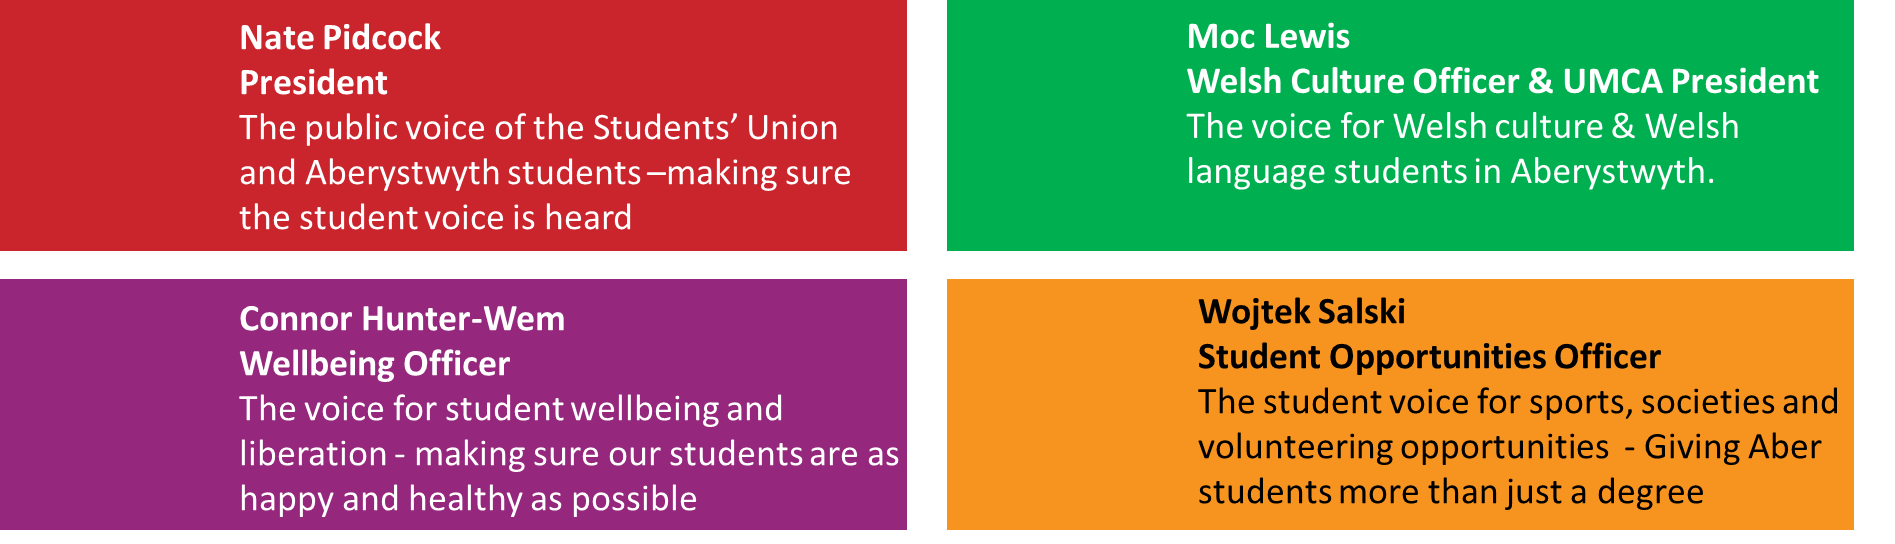 Nate Pidcock
President
The public voice of the Students’ Union
and Aberystwyth students –making sure
the student voice is heard
Moc Lewis
Welsh Culture Officer & UMCA President
The voice for Welsh culture & Welsh
language students in Aberystwyth.
Connor Hunter-Wem
Wellbeing Officer
The voice for student wellbeing and
liberation - making sure our students are as
happy and healthy as possible
Wojtek Salski
Student Opportunities Officer
The student voice for sports, societies and
volunteering opportunities  - Giving Aber
students more than just a degree